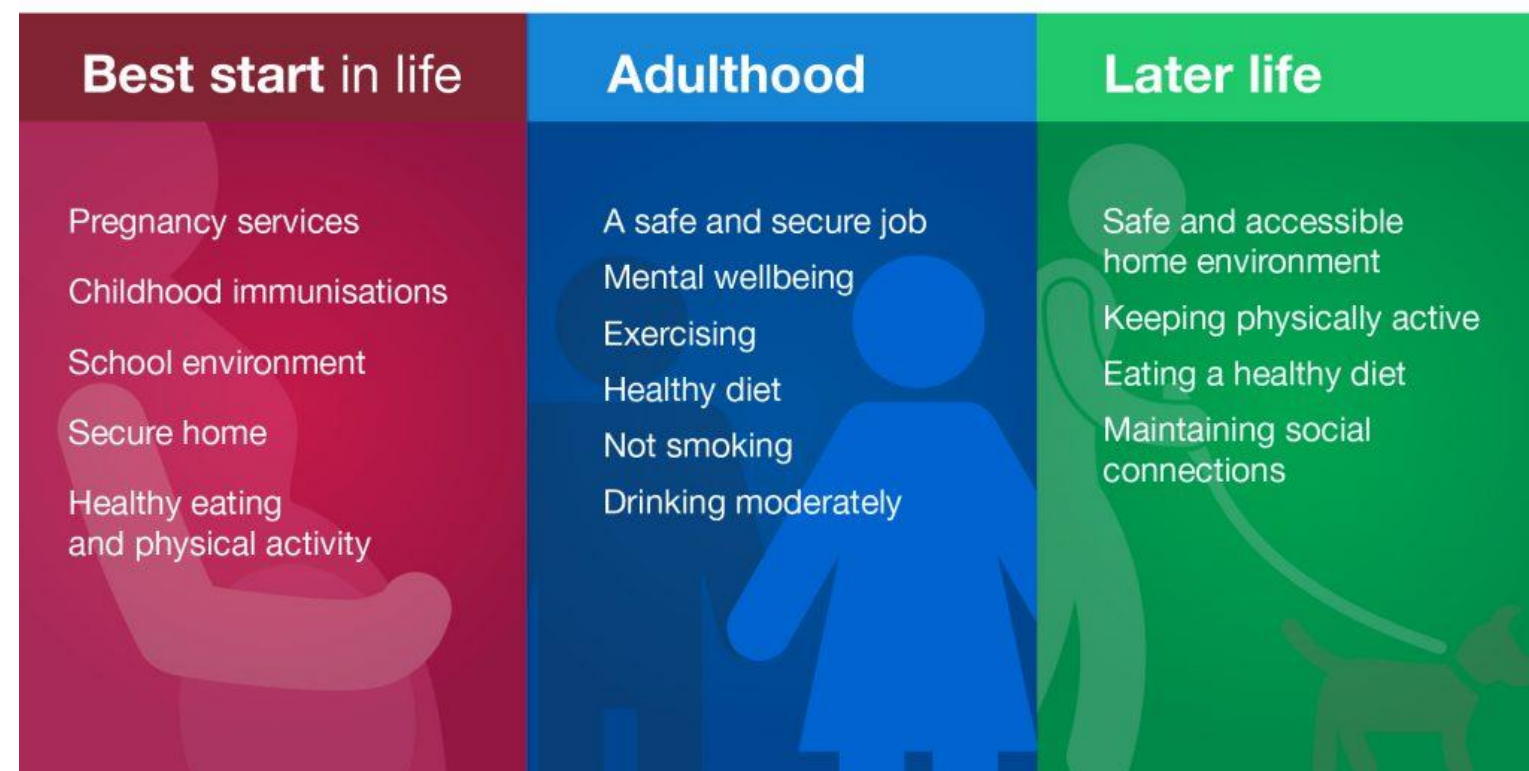 Best start in life
Pregnancy services
Childhood immunisations
School environment
Secure home
Healthy eating
and physical activity
Adulthood
A safe and secure job
Mental wellbeing
Exercising
Healthy diet
Not smoking
Drinking moderately
Later life
Safe and accessible
home environment
Keeping physically active
Eating a healthy diet
Maintaining social
connections